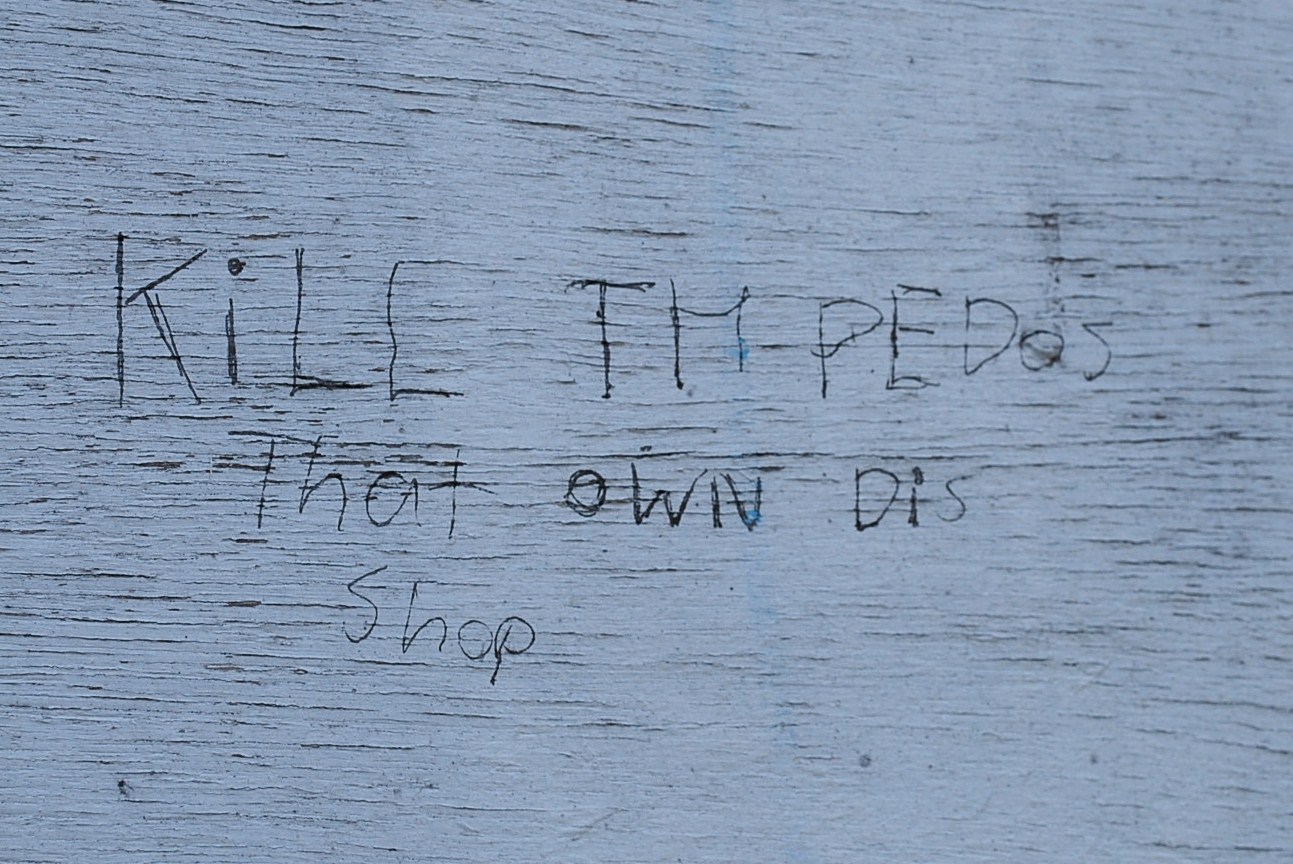 KiLL TH PEDoS
That OWN Dis
Shop